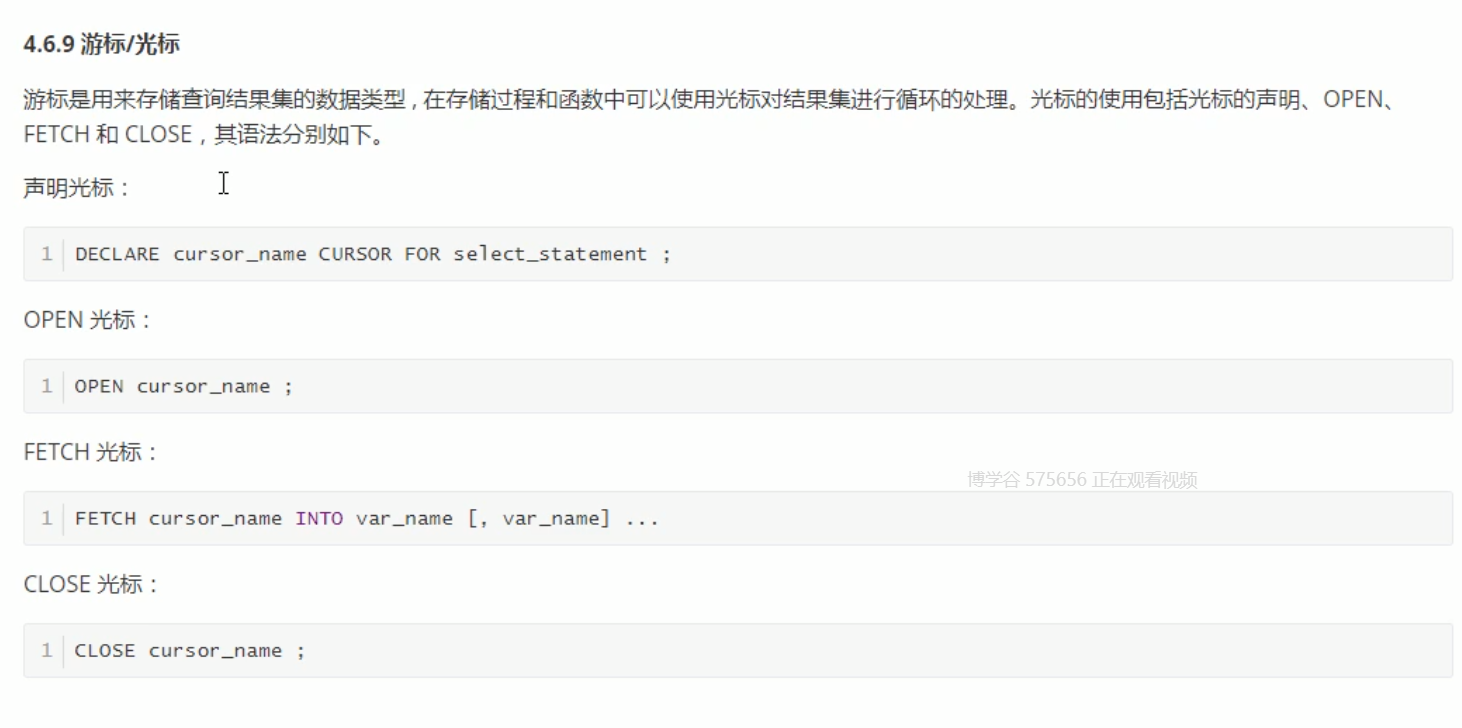 4.6.9 游标/光标
游标是用来存储查询结果集的数据类型 , 在存储过程和函数中可以使用光标对结果集进行循环的处理。光标的使用包括光标的声明、OPEN、
FETCH 和 CLOSE , 其语法分别如下。
声明光标：
1 DECLARE cursor_name CURSOR FOR select_statement ;
OPEN 光标：
1 OPEN cursor_name ;
FETCH 光标：
博学谷 575656 正在观看视频
1 FETCH cursor_name INTO var_name [, var_name] ...
CLOSE 光标：
1 CLOSE cursor_name ;